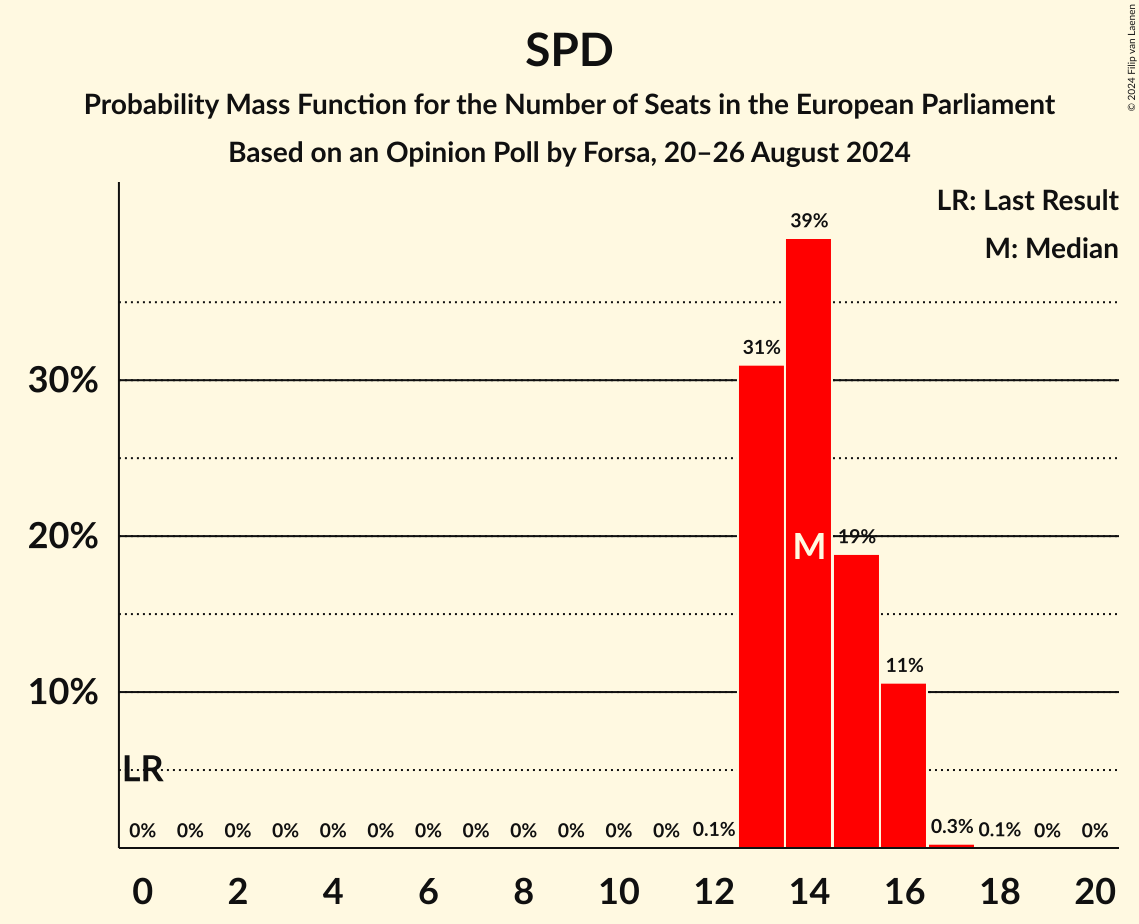 SPD
Probability Mass Function for the Number of Seats in the European Parliament
Based on an Opinion Poll by Forsa, 20–26 August 2024
© 2024 Filip van Laenen
LR: Last Result
M: Median
39%
31%
30%
20%
M
19%
11%
10%
LR
0% 0% 0% 0% 0% 0% 0% 0% 0% 0% 0% 0% 0.1% 0.3% 0.1% 0% 0%
0 2 4 6 8 10 12 14 16 18 20